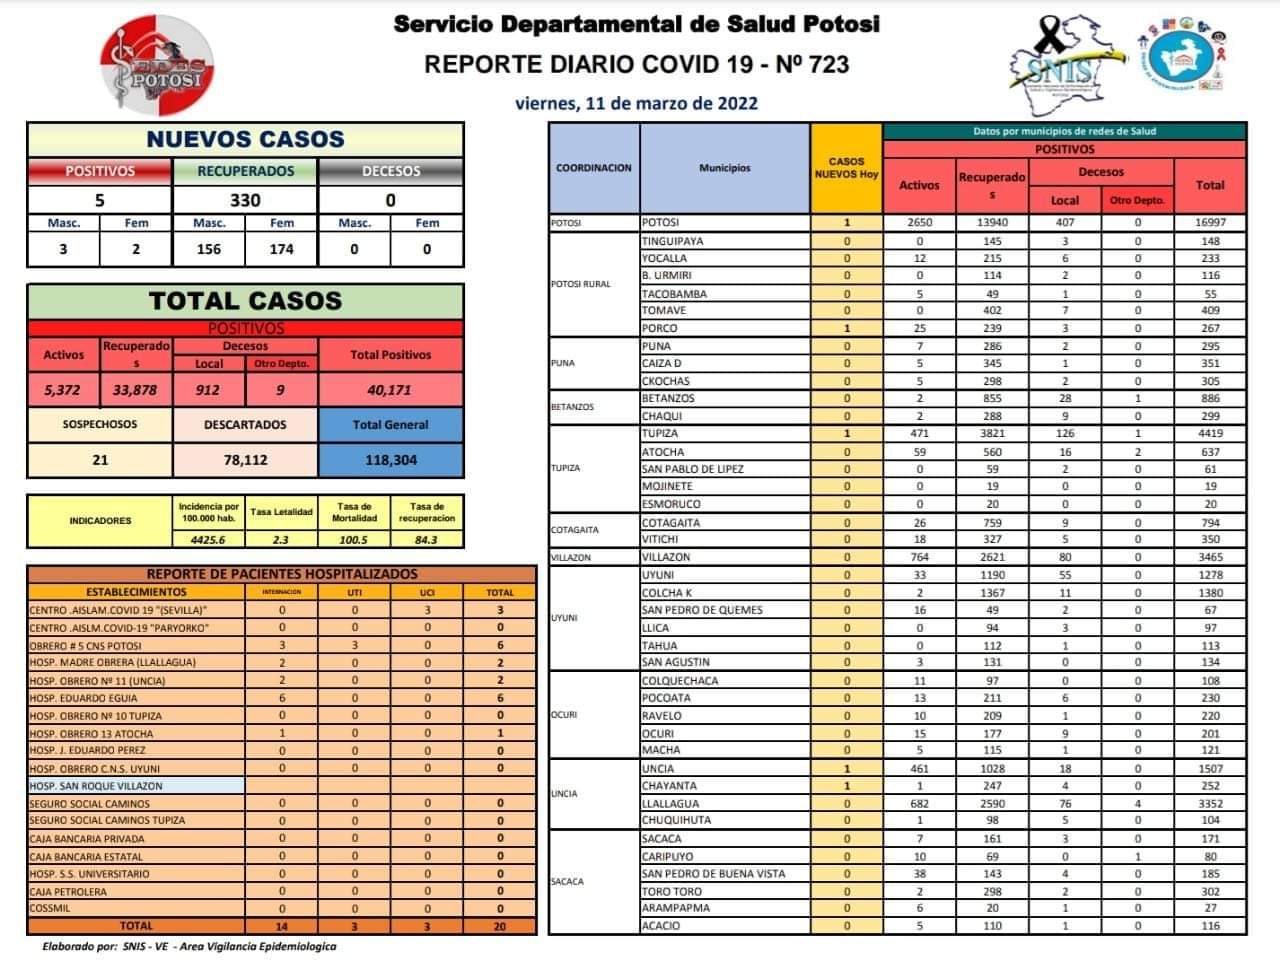 Servicio Departamental de Salud Potosi
REPORTE DIARIO COVID 19 - Nº 723
viernes, 11 de marzo de 2022
SEDES
POTOSI
SNIS
NUEVOS CASOS
POSITIVOS RECUPERADOS DECESOS
5 330 0
Masc. Fem Masc. Fem Masc. Fem
3 2 156 174 0 0
TOTAL CASOS
POSITIVOS
Activos Recuperados Decesos Total Positivos
Local Otro Depto.
5,372 33,878 912 9 40,171
SOSPECHOSOS DESCARTADOS Total General
21 78,112 118,304
INDICADORES Incidencia por 100.000 hab. Tasa Letalidad Tasa de Mortalidad Tasa de recuperacion
4425.6 2.3 100.5 84.3
REPORTE DE PACIENTES HOSPITALIZADOS
ESTABLECIMIENTOS INTERNACION UTI UCI TOTAL
CENTRO .AISLAM.COVID 19 "(SEVILLA)" 0 0 3 3
CENTRO .AISLM.COVID-19 "PARYORKO" 0 0 0 0
OBRERO # 5 CNS POTOSI 3 3 0 6
HOSP. MADRE OBRERA (LLALLAGUA) 2 0 0 2
HOSP. OBRERO Nº 11 (UNCIA) 2 0 0 2
HOSP. EDUARDO EGUIA 6 0 0 6
HOSP. OBRERO Nº 10 TUPIZA 0 0 0 0
HOSP. OBRERO 13 ATOCHA 1 0 0 1
HOSP. J. EDUARDO PEREZ 0 0 0 0
HOSP. OBRERO C.N.S. UYUNI 0 0 0 0
HOSP. SAN ROQUE VILLAZON
SEGURO SOCIAL CAMINOS 0 0 0 0
SEGURO SOCIAL CAMINOS TUPIZA 0 0 0 0
CAJA BANCARIA PRIVADA 0 0 0 0
CAJA BANCARIA ESTATAL 0 0 0 0
HOSP. S.S. UNIVERSITARIO 0 0 0 0
CAJA PETROLERA 0 0 0 0
COSSMIL 0 0 0 0
TOTAL 14 3 3 20
Elaborado por: SNIS - VE - Area Vigilancia Epidemiologica
Datos por municipios de redes de Salud
COORDINACION Municipios CASOS NUEVOS Hoy POSITIVOS
Activos Recuperados Decesos Total
Local Otro Depto.
POTOSI POTOSI 1 2650 13940 407 0 16997
POTOSI RURAL TINGUIPAYA 0 0 145 3 0 148
YOCALLA 0 12 215 6 0 233
B. URMIRI 0 0 114 2 0 116
TACOBAMBA 0 5 49 1 0 55
TOMAVE 0 0 402 7 0 409
PORCO 1 25 239 3 0 267
PUNA PUNA 0 7 286 2 0 295
CAIZA D 0 5 345 1 0 351
CKOCHAS 0 5 298 2 0 305
BETANZOS BETANZOS 0 2 855 28 1 886
CHAQUI 0 2 288 9 0 299
TUPIZA TUPIZA 1 471 3821 126 1 4419
ATOCHA 0 59 560 16 2 637
SAN PABLO DE LIPEZ 0 0 59 2 0 61
MOJINETE 0 0 19 0 0 19
ESMORUCO 0 0 20 0 0 20
COTAGAITA COTAGAITA 0 26 759 9 0 794
VITICHI 0 18 327 5 0 350
VILLAZON VILLAZON 0 764 2621 80 0 3465
UYUNI UYUNI 0 33 1190 55 0 1278
COLCHA K 0 2 1367 11 0 1380
SAN PEDRO DE QUEMES 0 16 49 2 0 67
LLICA 0 0 94 3 0 97
TAHUA 0 0 112 1 0 113
SAN AGUSTIN 0 3 131 0 0 134
OCURI COLQUECHACA 0 11 97 0 0 108
POCOATA 0 13 211 6 0 230
RAVELO 0 10 209 1 0 220
OCURI 0 15 177 9 0 201
MACHA 0 5 115 1 0 121
UNCIA UNCIA 1 461 1028 18 0 1507
CHAYANTA 1 1 247 4 0 252
LLALLAGUA 0 682 2590 76 4 3352
CHUQUIHUTA 0 1 98 5 0 104
SACACA SACACA 0 7 161 3 0 171
CARIPUYO 0 10 69 0 1 80
SAN PEDRO DE BUENA VISTA 0 38 143 4 0 185
TORO TORO 0 2 298 2 0 302
ARAMPAPMA 0 6 20 1 0 27
ACACIO 0 5 110 1 0 116